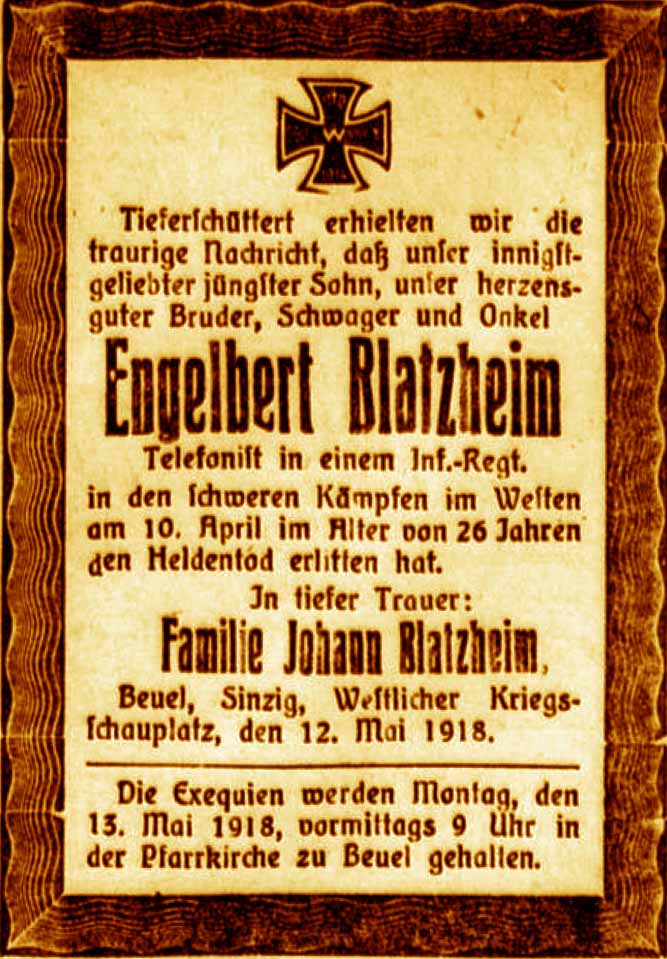 W
Tieferſchüttert erhielten wir die
traurige Nachricht, daß unſer innigſt-
geliebter jüngſter Sohn, unſer herzens-
guter Bruder, Schwager und Onkel
Engelbert Blatzheim
Telefoniſt in einem Inf.-Regt.
in den ſchweren Kämpfen im Weſten
am 10. April im Alter von 26 Jahren
den Heldentod erlitten hat.
In tiefer Trauer:
Familie Johann Blatzheim,
Beuel, Sinzig, Weſtlicher Kriegs-
ſchauplatz, den 12. Mai 1918.
Die Exequien werden Montag, den
13. Mai 1918, vormittags 9 Uhr in
der Pfarrkirche zu Beuel gehalten.